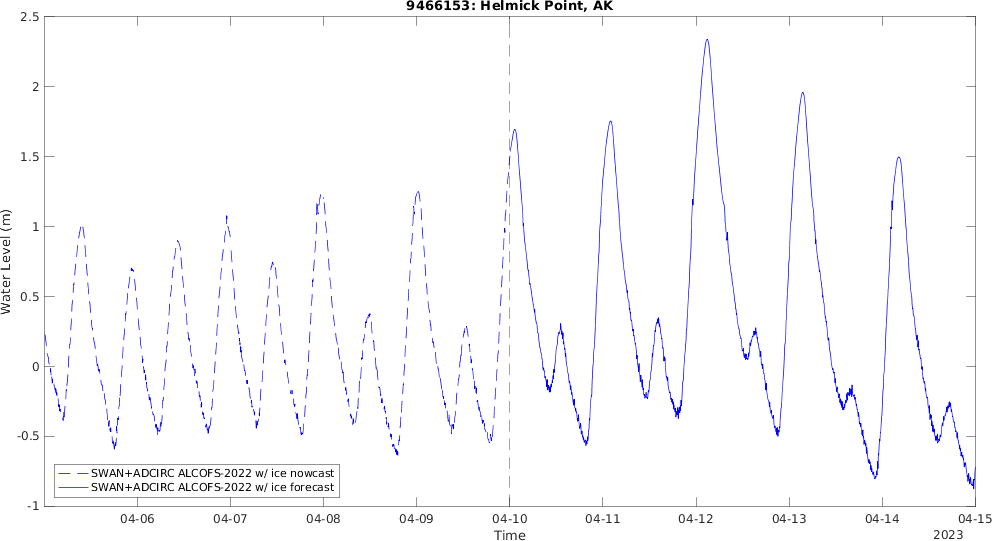 9466153: Helmick Point, AK
2.5
2
1.5
1
0.5
0
-0.5
-1
Water Level (m)
SWAN+ADCIRC ALCOFS-2022 w/ ice nowcast
SWAN+ADCIRC ALCOFS-2022 w/ ice forecast
04-06 04-07 04-08 04-09 04-10 04-11 04-12 04-13 04-14 04-15
Time
2023